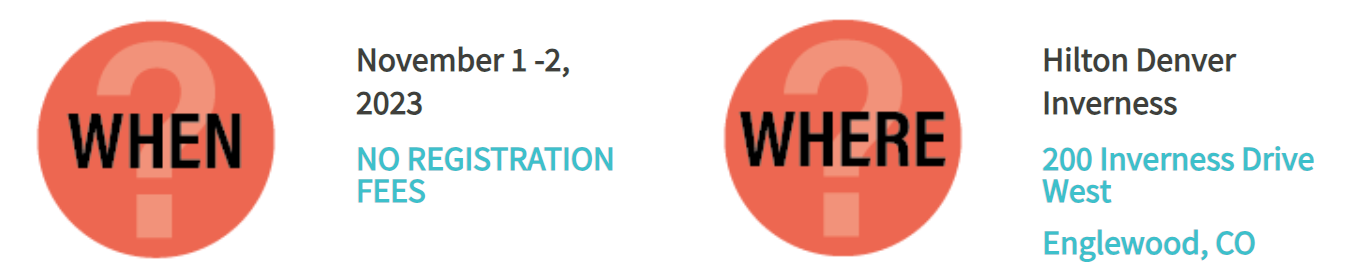 ?
WHEN
November 1 -2,
2023
NO REGISTRATION
FEES
?
WHERE
Hilton Denver
Inverness
200 Inverness Drive
West
Englewood, CO